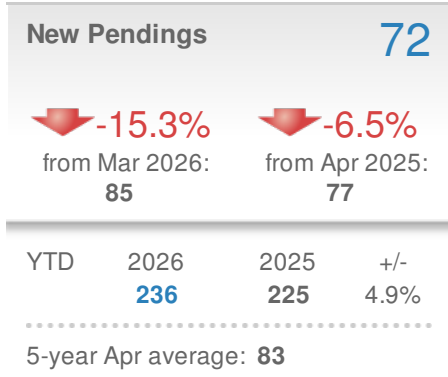 New Pendings 72
-15.3% -6.5%
from Mar 2026: from Apr 2025:
85 77
YTD 2026 2025 +/-
236 225 4.9%
5-year Apr average: 83